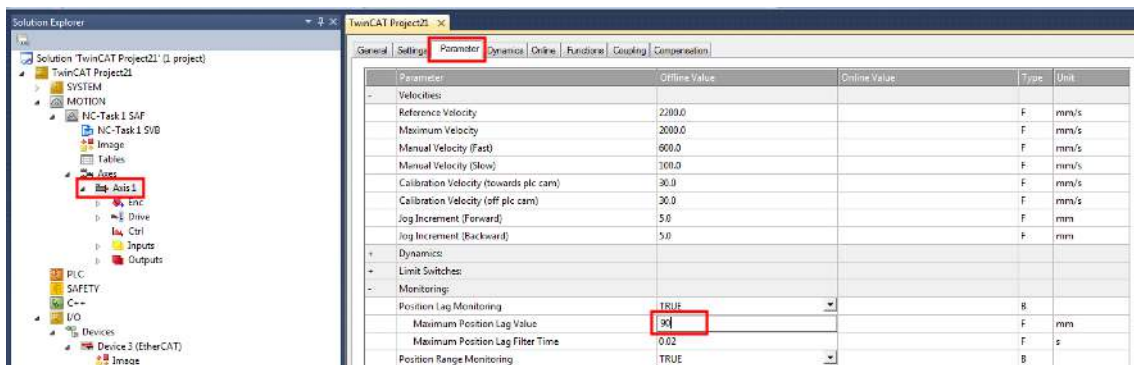 Solution Explorer
Solution 'TwinCAT Project21' (1 project)
TwinCAT Project21
SYSTEM
MOTION
NC-Task 1 SAF
NC-Task 1 SVB
Image
Tables
Axes
Axis 1
Enc
Drive
Ctrl
Inputs
Outputs
PLC
SAFETY
C++
I/O
Devices
Device 3 (EtherCAT)
Image
TwinCAT Project21
General Settings Parameter Dynamics Online Functions Coupling Compensation
Parameter Offline Value Online Value Type Unit
- Velocities:
Reference Velocity 2200.0 F mm/s
Maximum Velocity 2000.0 F mm/s
Manual Velocity (Fast) 600.0 F mm/s
Manual Velocity (Slow) 100.0 F mm/s
Calibration Velocity (towards plc cam) 30.0 F mm/s
Calibration Velocity (off plc cam) 30.0 F mm/s
Jog Increment (Forward) 5.0 F mm
Jog Increment (Backward) 5.0 F mm
+ Dynamics:
+ Limit Switches:
- Monitoring:
Position Lag Monitoring TRUE B
Maximum Position Lag Value 90 F mm
Maximum Position Lag Filter Time 0.02 F s
Position Range Monitoring TRUE B